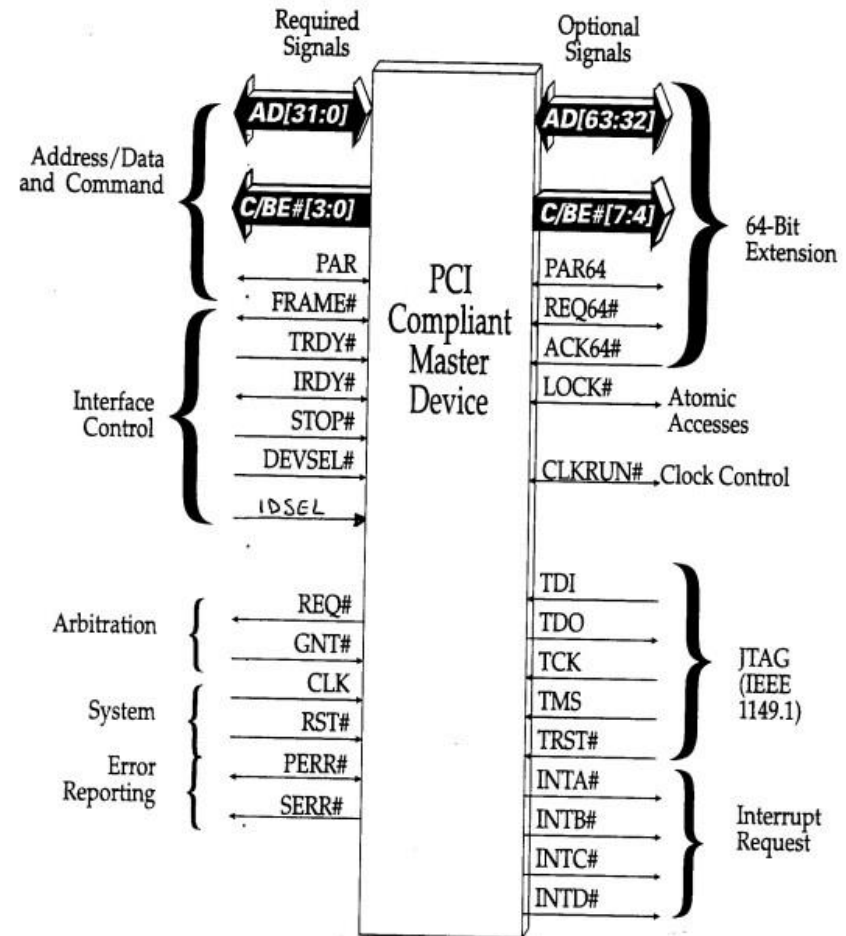 Required
Signals
Optional
Signals
Address/Data
and Command
AD[31:0]
C/BE#[3:0]
PAR
Interface
Control
FRAME#
TRDY#
IRDY#
STOP#
DEVSEL#
IDSEL
Arbitration
REQ#
GNT#
System
CLK
RST#
Error
Reporting
PERR#
SERR#
PCI
Compliant
Master
Device
AD[63:32]
C/BE#[7:4]
PAR64
REQ64#
ACK64#
64-Bit
Extension
LOCK#
Atomic
Accesses
CLKRUN# Clock Control
TDI
TDO
TCK
TMS
TRST#
JTAG
(IEEE
1149.1)
INTA#
INTB#
INTC#
INTD#
Interrupt
Request